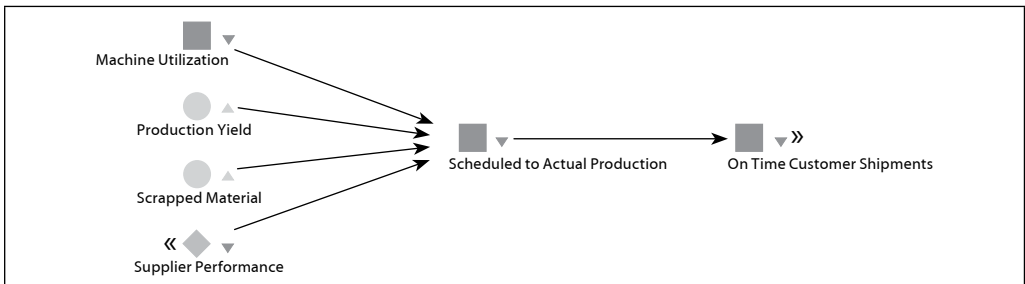 Machine Utilization
Production Yield
Scrapped Material
«
Supplier Performance
Scheduled to Actual Production
»
On Time Customer Shipments